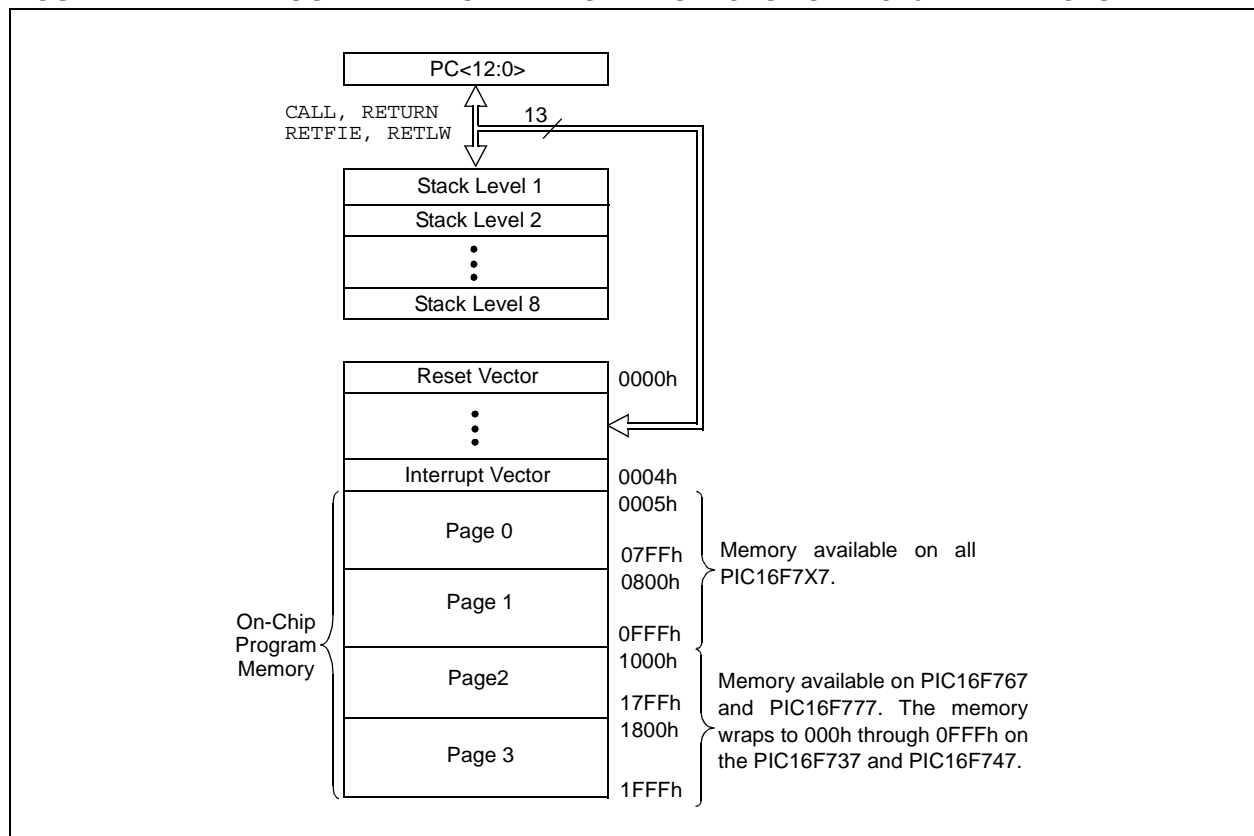 PC<12:0>
CALL, RETURN
RETFIE, RETLW
13
Stack Level 1
Stack Level 2
Stack Level 8
Reset Vector
0000h
Interrupt Vector
0004h
0005h
Page 0
07FFh
0800h
Page 1
0FFFh
1000h
Page2
17FFh
1800h
Page 3
1FFFh
On-Chip
Program
Memory
Memory available on all
PIC16F7X7.
Memory available on PIC16F767
and PIC16F777. The memory
wraps to 000h through 0FFFh on
the PIC16F737 and PIC16F747.